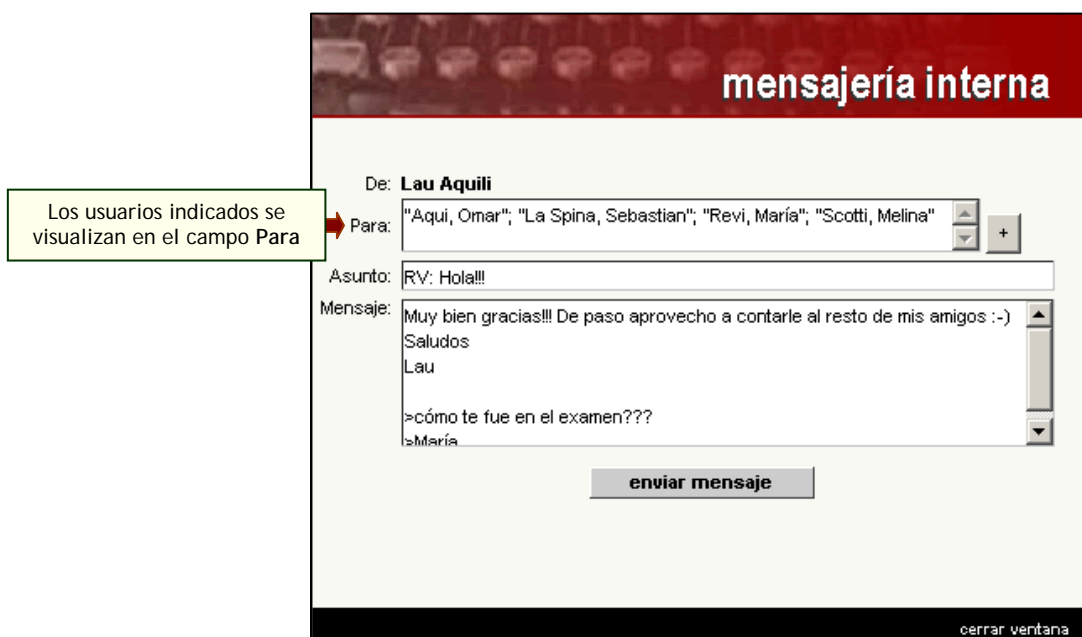 mensajería interna
De: Lau Aquili
Los usuarios indicados se
visualizan en el campo Para
Para: "Aqui, Omar"; "La Spina, Sebastian"; "Revi, María"; "Scotti, Melina" +
Asunto: RV: Hola!!!
Mensaje: Muy bien gracias!!! De paso aprovecho a contarle al resto de mis amigos :-)
Saludos
Lau
>cómo te fue en el examen???
>María
enviar mensaje
cerrar ventana